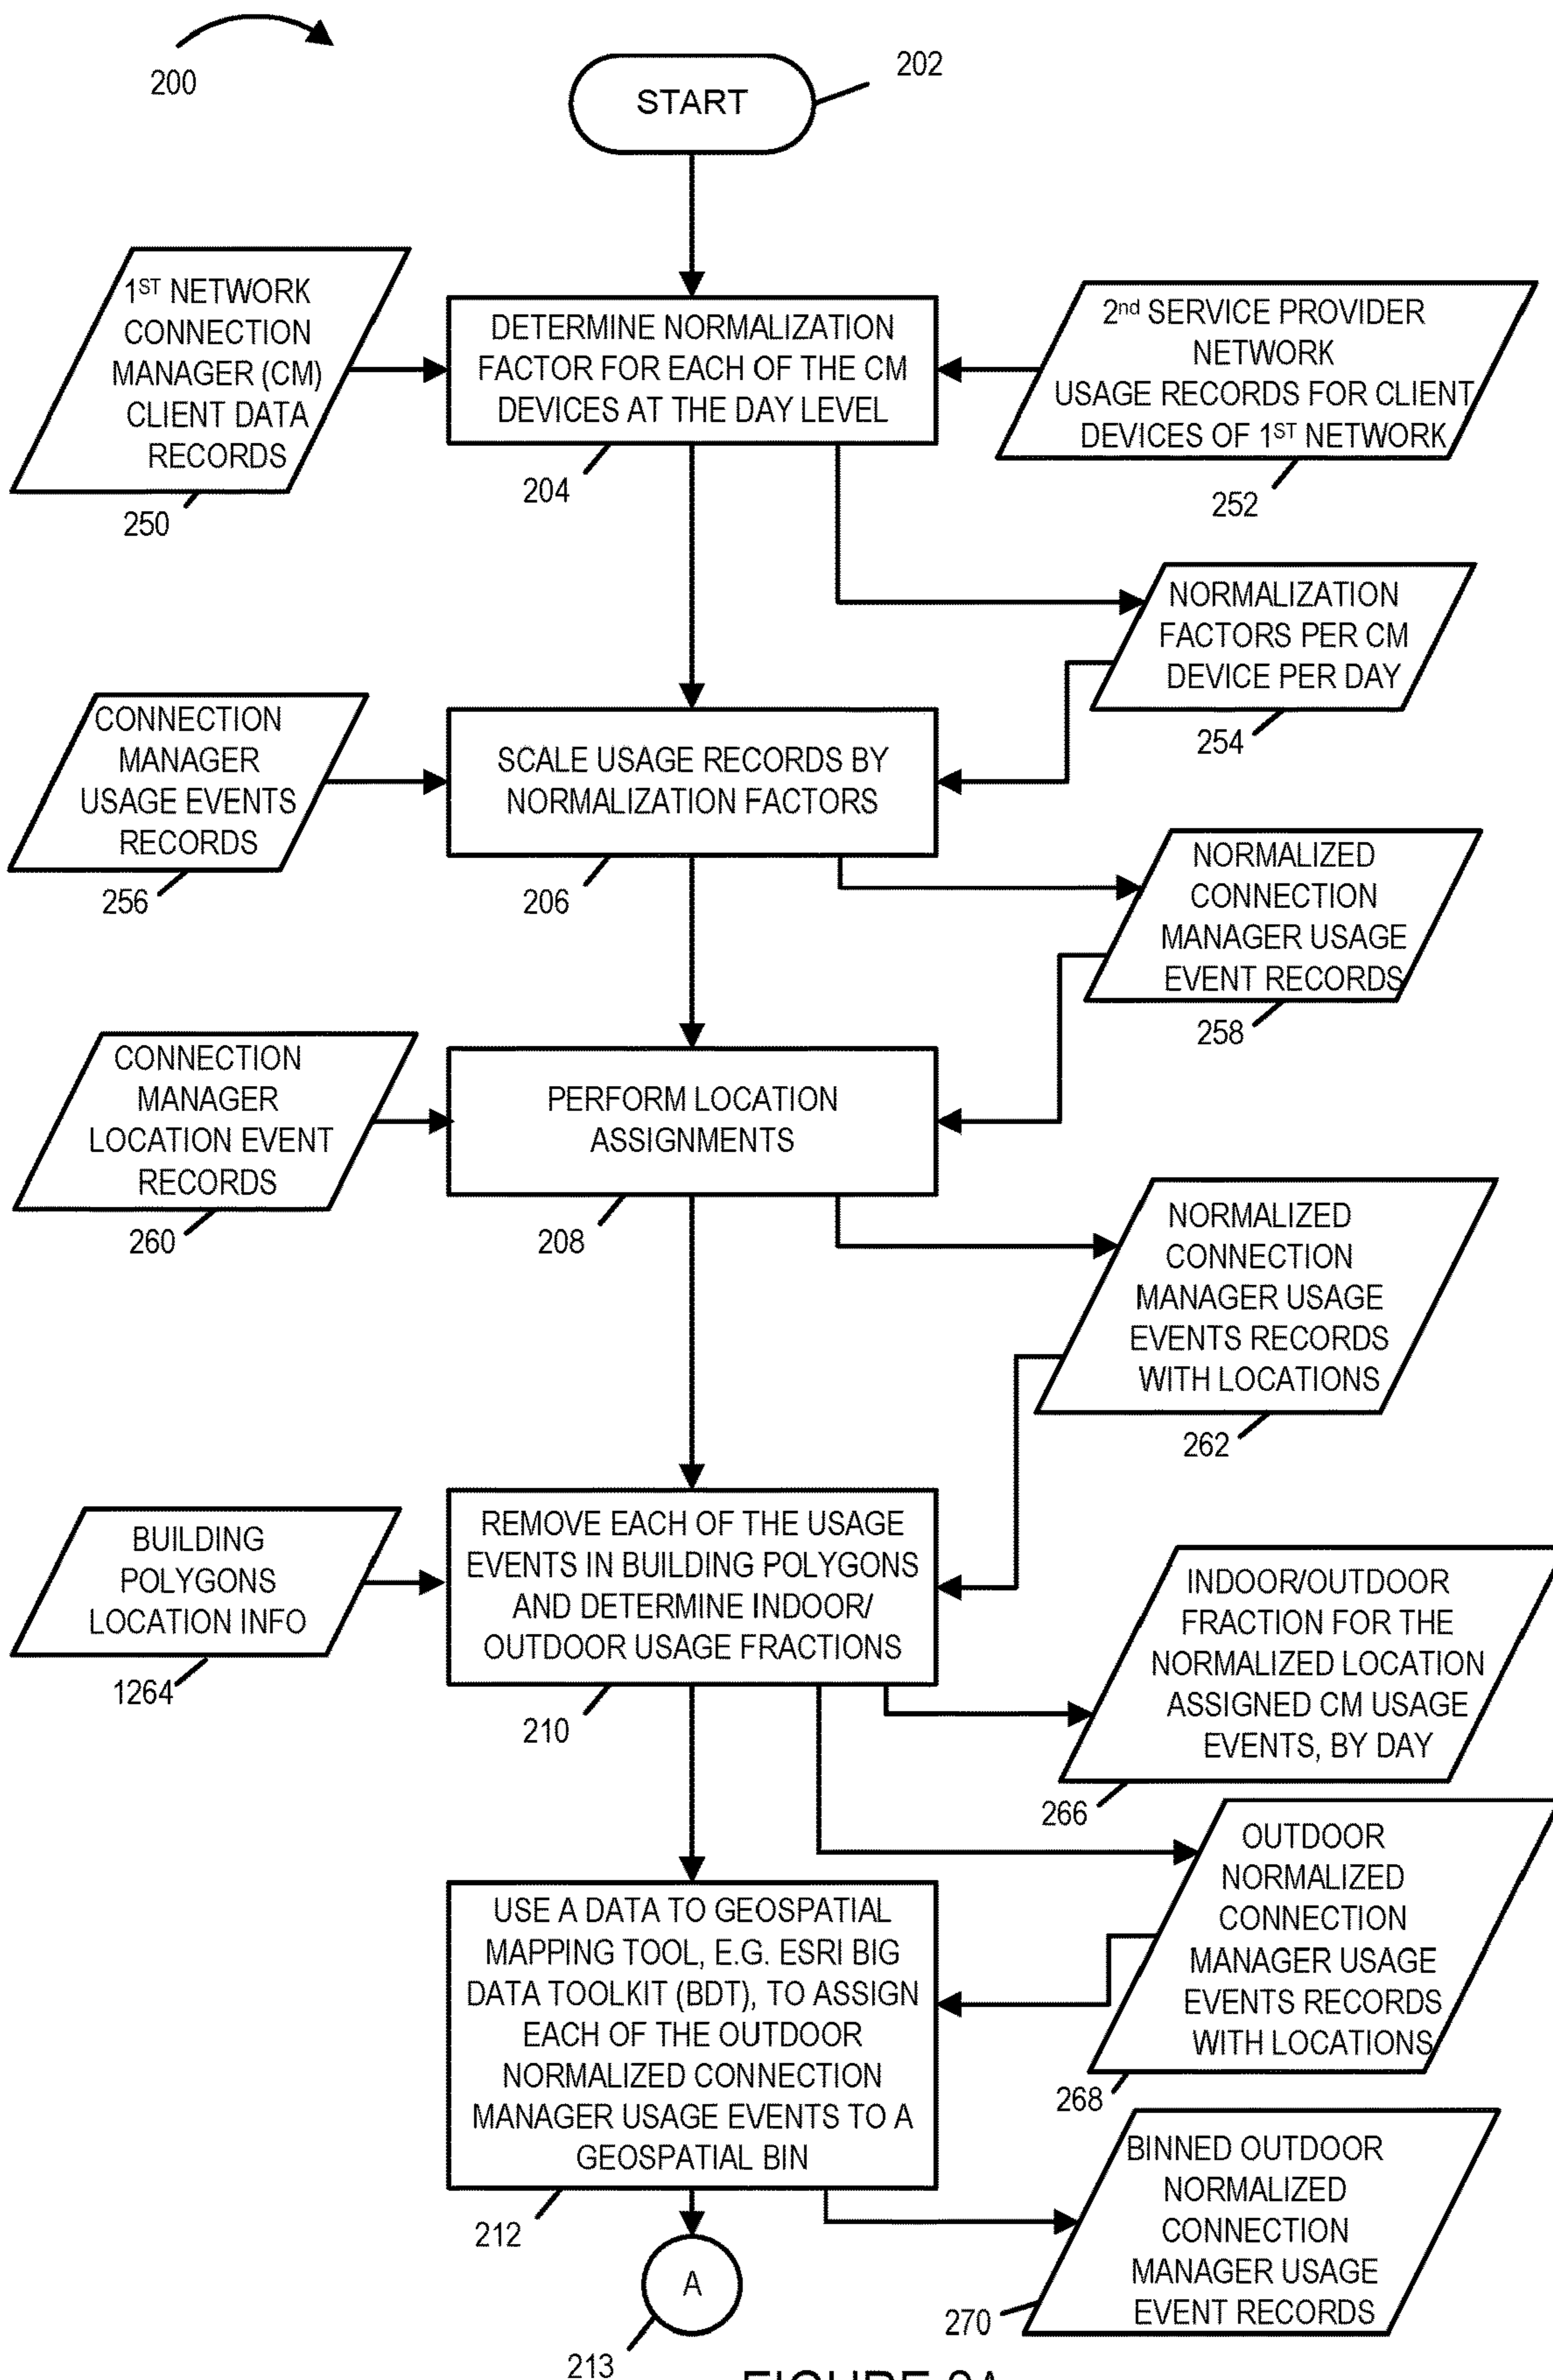 200
START
202
1ST NETWORK
CONNECTION
MANAGER (CM)
CLIENT DATA
RECORDS
250
DETERMINE NORMALIZATION
FACTOR FOR EACH OF THE CM
DEVICES AT THE DAY LEVEL
204
2nd SERVICE PROVIDER
NETWORK
USAGE RECORDS FOR CLIENT
DEVICES OF 1ST NETWORK
252
NORMALIZATION
FACTORS PER CM
DEVICE PER DAY
254
CONNECTION
MANAGER
USAGE EVENTS
RECORDS
256
SCALE USAGE RECORDS BY
NORMALIZATION FACTORS
206
NORMALIZED
CONNECTION
MANAGER USAGE
EVENT RECORDS
258
CONNECTION
MANAGER
LOCATION EVENT
RECORDS
260
PERFORM LOCATION
ASSIGNMENTS
208
NORMALIZED
CONNECTION
MANAGER USAGE
EVENTS RECORDS
WITH LOCATIONS
262
BUILDING
POLYGONS
LOCATION INFO
1264
REMOVE EACH OF THE USAGE
EVENTS IN BUILDING POLYGONS
AND DETERMINE INDOOR/
OUTDOOR USAGE FRACTIONS
210
INDOOR/OUTDOOR
FRACTION FOR THE
NORMALIZED LOCATION
ASSIGNED CM USAGE
EVENTS, BY DAY
266
USE A DATA TO GEOSPATIAL
MAPPING TOOL, E.G. ESRI BIG
DATA TOOLKIT (BDT), TO ASSIGN
EACH OF THE OUTDOOR
NORMALIZED CONNECTION
MANAGER USAGE EVENTS TO A
GEOSPATIAL BIN
212
OUTDOOR
NORMALIZED
CONNECTION
MANAGER USAGE
EVENTS RECORDS
WITH LOCATIONS
268
BINNED OUTDOOR
NORMALIZED
CONNECTION
MANAGER USAGE
EVENT RECORDS
270
A
213
FIGURE 2A